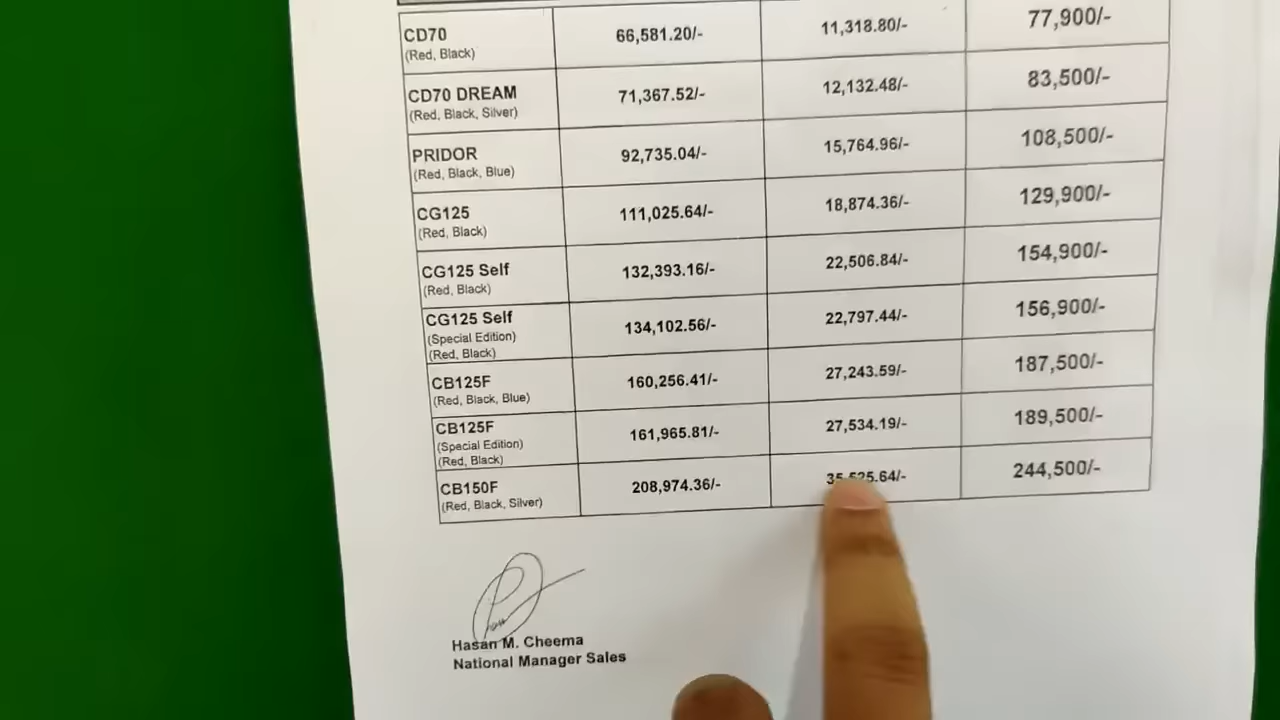 CD70 66,581.20/- 11,318.80/- 77,900/-
(Red, Black)
CD70 DREAM 71,367.52/- 12,132.48/- 83,500/-
(Red, Black, Silver)
PRIDOR 92,735.04/- 15,764.96/- 108,500/-
(Red, Black, Blue)
CG125 111,025.64/- 18,874.36/- 129,900/-
(Red, Black)
CG125 Self 132,393.16/- 22,506.84/- 154,900/-
(Red, Black)
CG125 Self 134,102.56/- 22,797.44/- 156,900/-
(Special Edition)
(Red, Black)
CB125F 160,256.41/- 27,243.59/- 187,500/-
(Red, Black, Blue)
CB125F 161,965.81/- 27,534.19/- 189,500/-
(Special Edition)
(Red, Black)
CB150F 208,974.36/- 35,525.64/- 244,500/-
(Red, Black, Silver)
Hasan M. Cheema
National Manager Sales